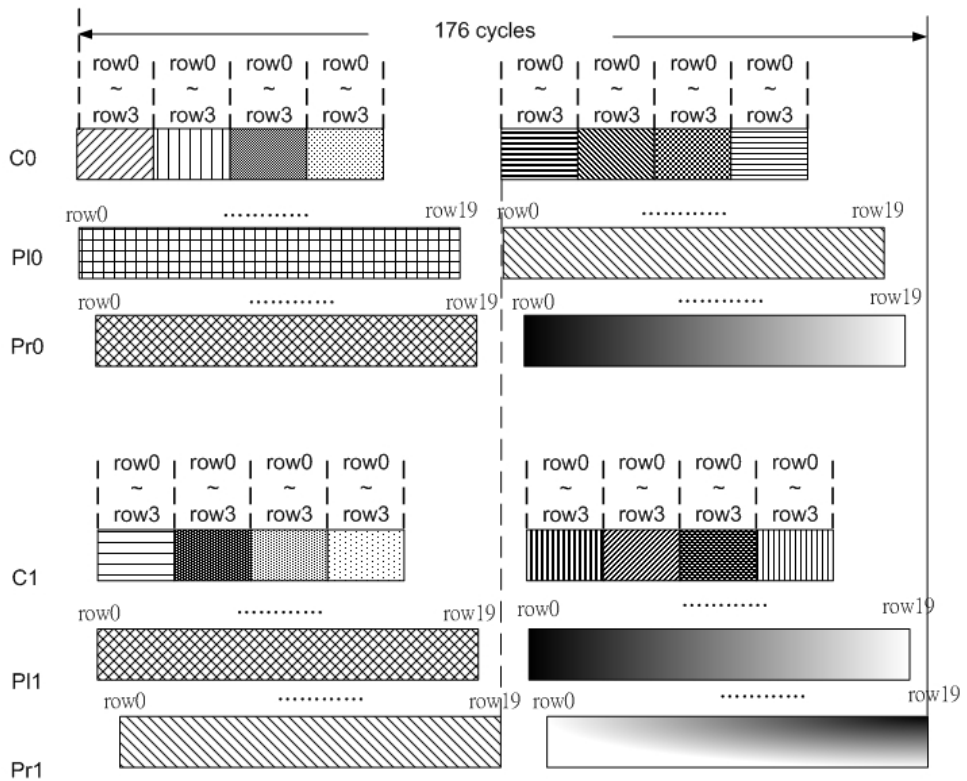 176 cycles
row0 row0 row0 row0 row0 row0 row0 row0
~ ~ ~ ~ ~ ~ ~ ~
row3 row3 row3 row3 row3 row3 row3 row3
C0
row0 ............ row19 row0 ............ row19
Pl0
row0 ............ row19 row0 ............ row19
Pr0
row0 row0 row0 row0 row0 row0 row0 row0
~ ~ ~ ~ ~ ~ ~ ~
row3 row3 row3 row3 row3 row3 row3 row3
C1
row0 ............ row19 row0 ............ row19
Pl1
row0 ............ row19 row0 ............ row19
Pr1